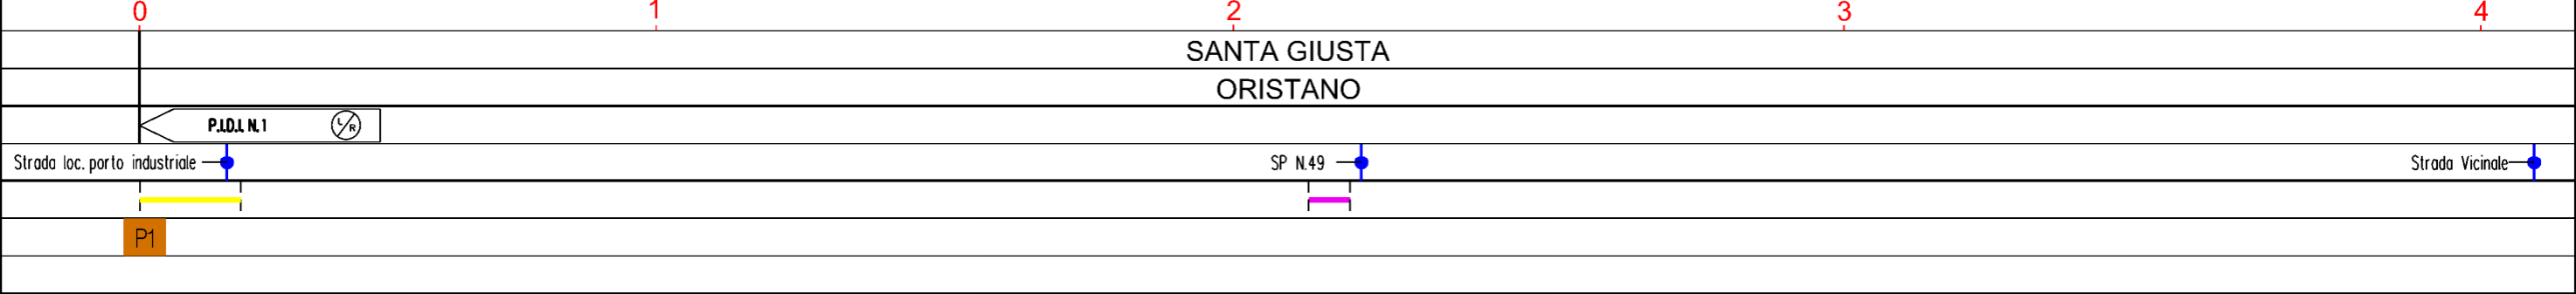 0 1 2 3 4
SANTA GIUSTA
ORISTANO
P.I.D.I. N.1 L/R
Strada loc. porto industriale SP N.49 Strada Vicinale
P1